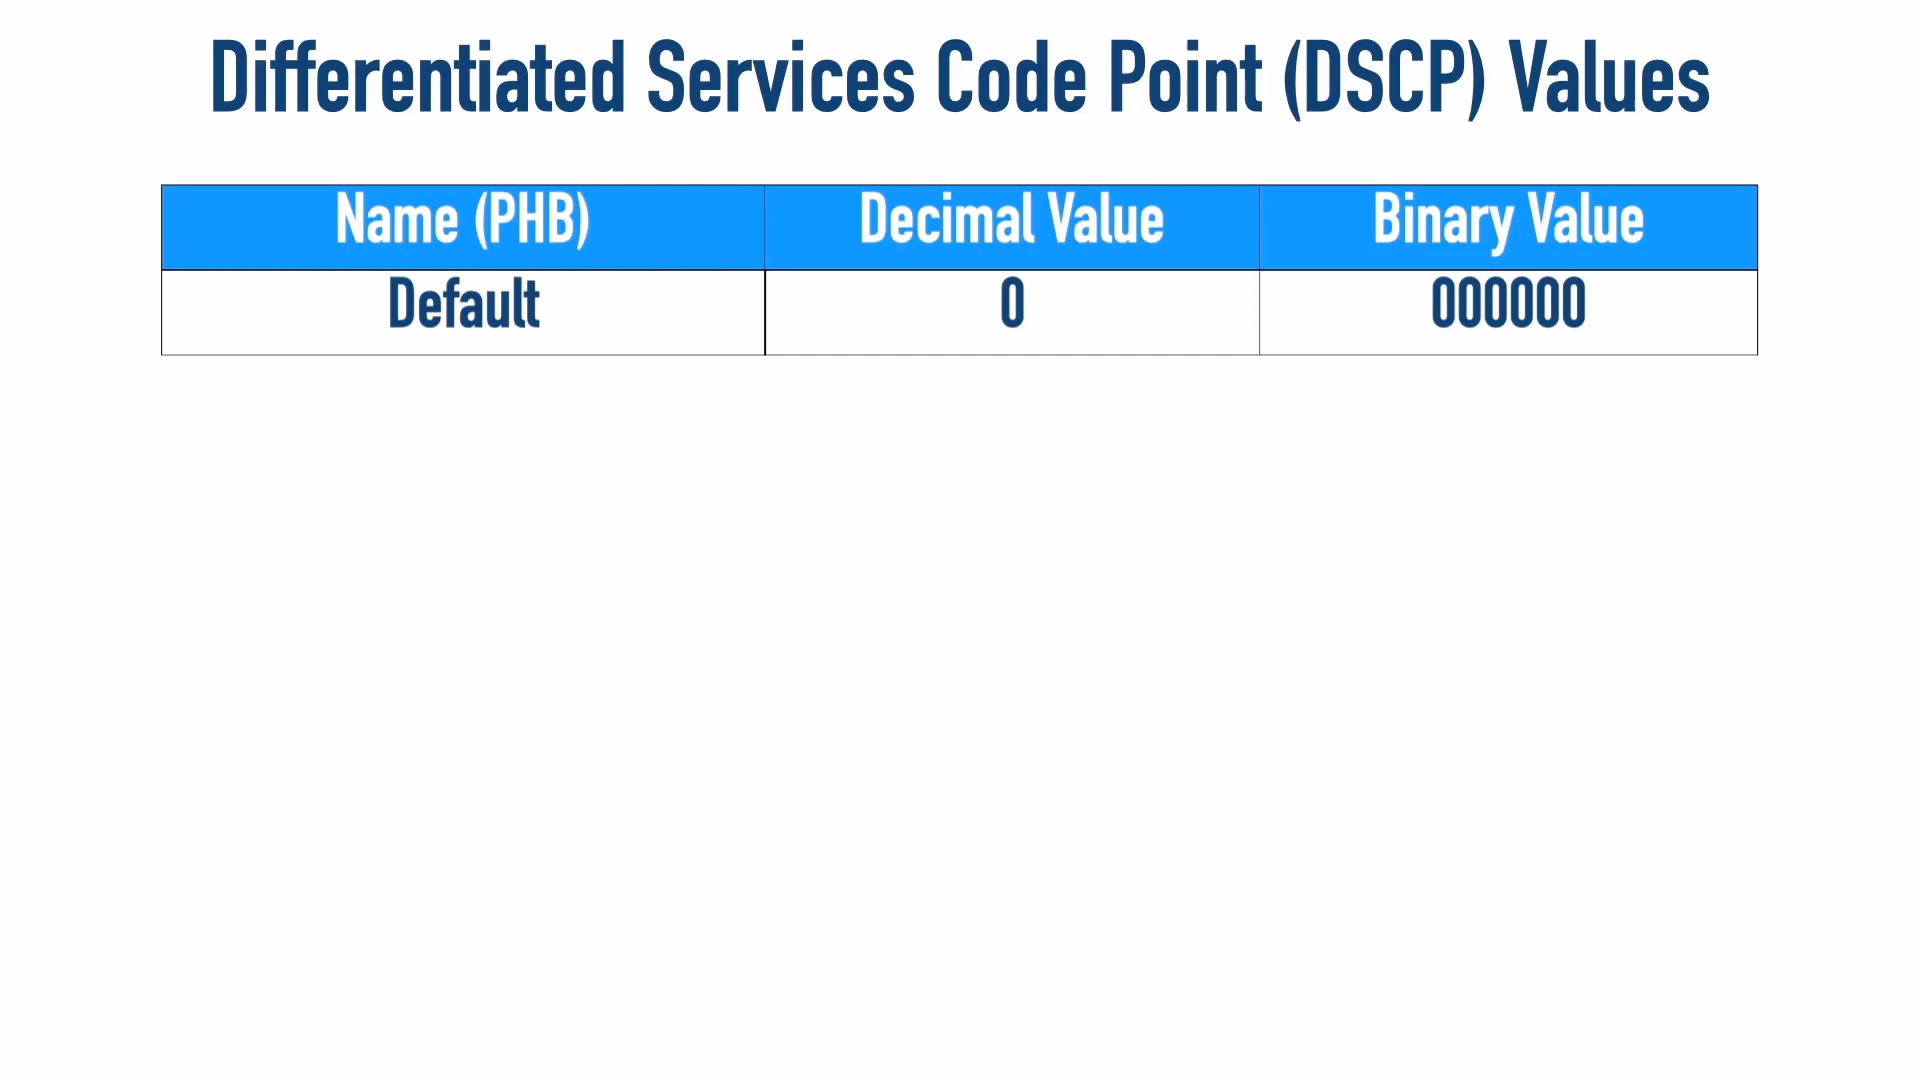 Differentiated Services Code Point (DSCP) Values
Name (PHB) Decimal Value Binary Value
Default 0 000000